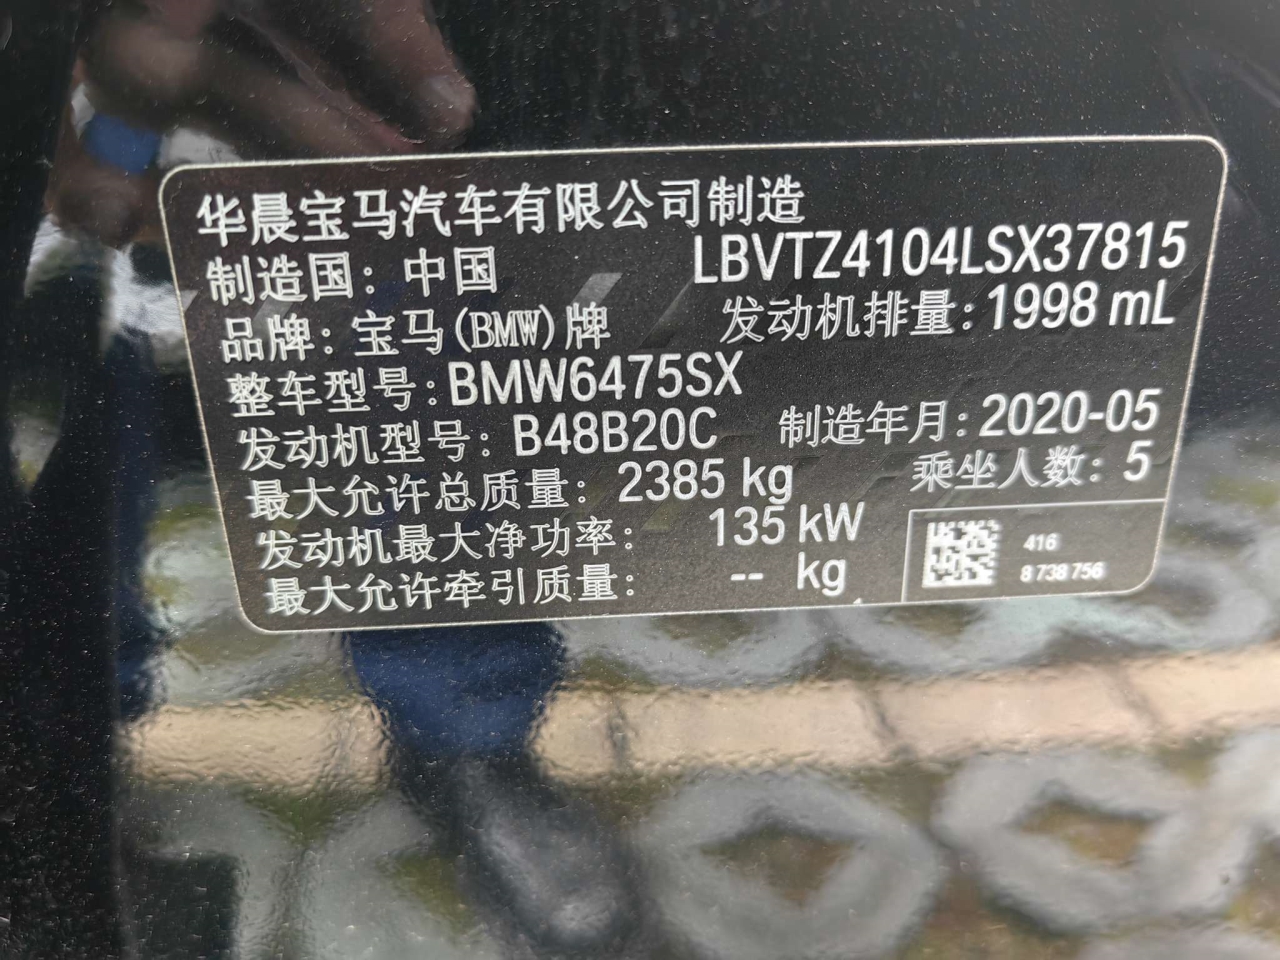 华晨宝马汽车有限公司制造
制造国：中国 LBVTZ4104LSX37815
品牌：宝马(BMW)牌 发动机排量：1998 mL
整车型号：BMW6475SX
发动机型号：B48B20C 制造年月：2020-05
最大允许总质量：2385 kg 乘坐人数：5
发动机最大净功率：135 kW
最大允许牵引质量：-- kg
416
8 738 756